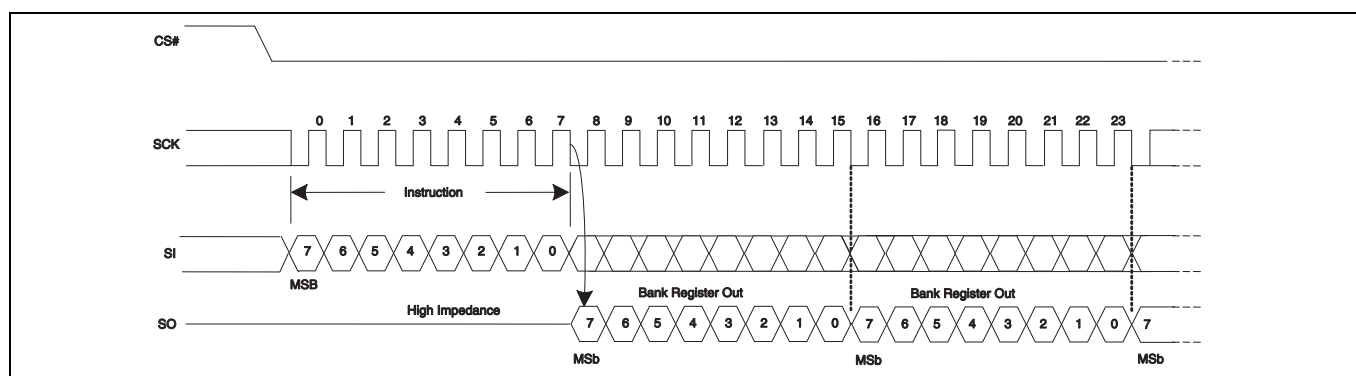 CS#
0 1 2 3 4 5 6 7 8 9 10 11 12 13 14 15 16 17 18 19 20 21 22 23
SCK
Instruction
SI 7 6 5 4 3 2 1 0
MSB
High Impedance Bank Register Out Bank Register Out
SO 7 6 5 4 3 2 1 0 7 6 5 4 3 2 1 0 7
MSb MSb MSb